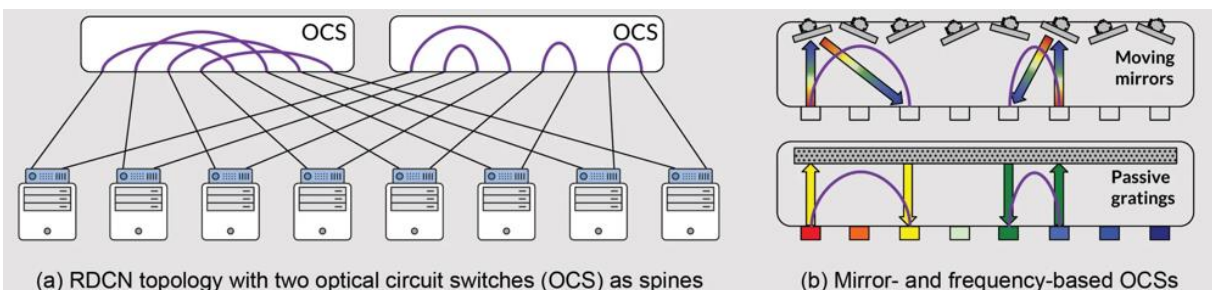 OCS
OCS
Moving
mirrors
Passive
gratings
(a) RDCN topology with two optical circuit switches (OCS) as spines
(b) Mirror- and frequency-based OCSs